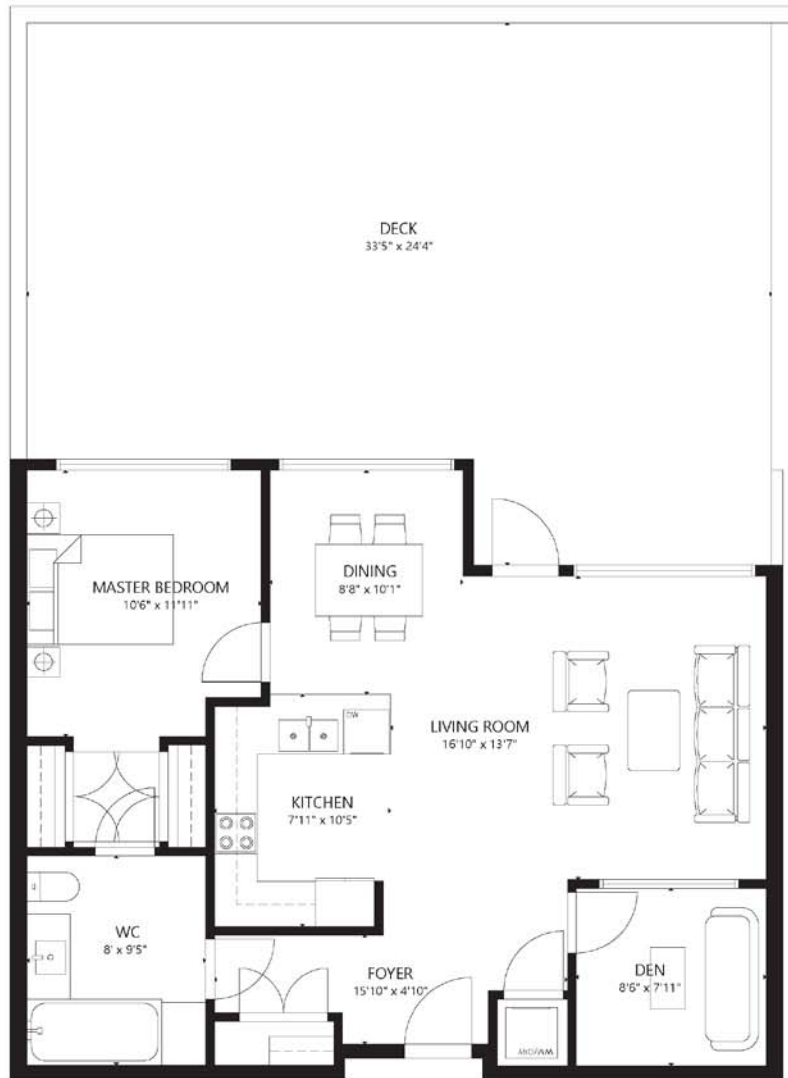 DECK
33'5" x 24'4"
MASTER BEDROOM
10'6" x 11'11"
DINING
8'8" x 10'1"
DW
LIVING ROOM
16'10" x 13'7"
KITCHEN
7'11" x 10'5"
WC
8' x 9'5"
FOYER
15'10" x 4'10"
DEN
8'6" x 7'11"